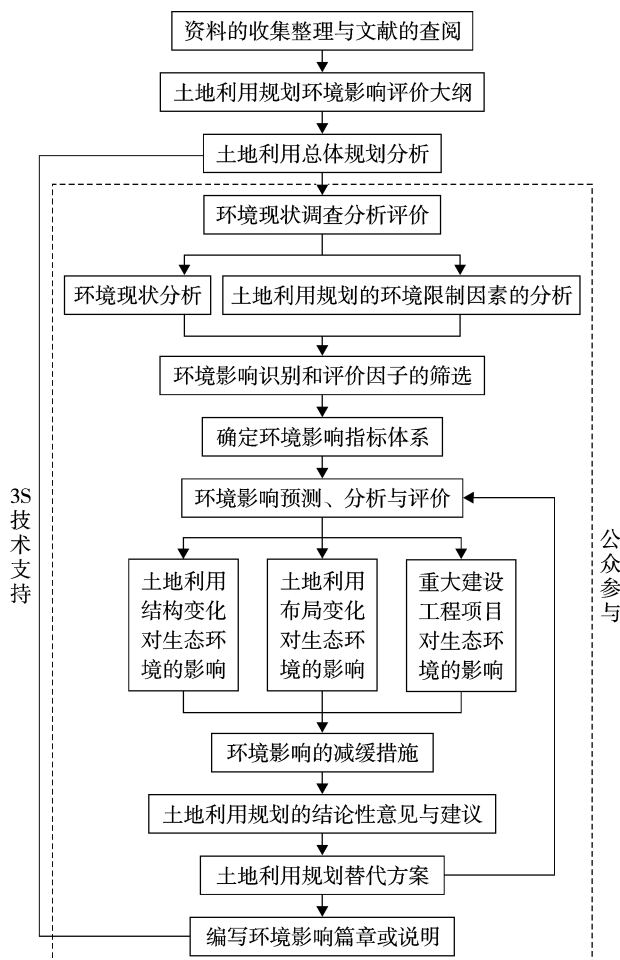 资料的收集整理与文献的查阅
土地利用规划环境影响评价大纲
土地利用总体规划分析
环境现状调查分析评价
环境现状分析
土地利用规划的环境限制因素的分析
环境影响识别和评价因子的筛选
确定环境影响指标体系
环境影响预测、分析与评价
3S
技
术
支
持
公
众
参
与
土地利用
结构变化
对生态环
境的影响
土地利用
布局变化
对生态环
境的影响
重大建设
工程项目
对生态环
境的影响
环境影响的减缓措施
土地利用规划的结论性意见与建议
土地利用规划替代方案
编写环境影响篇章或说明